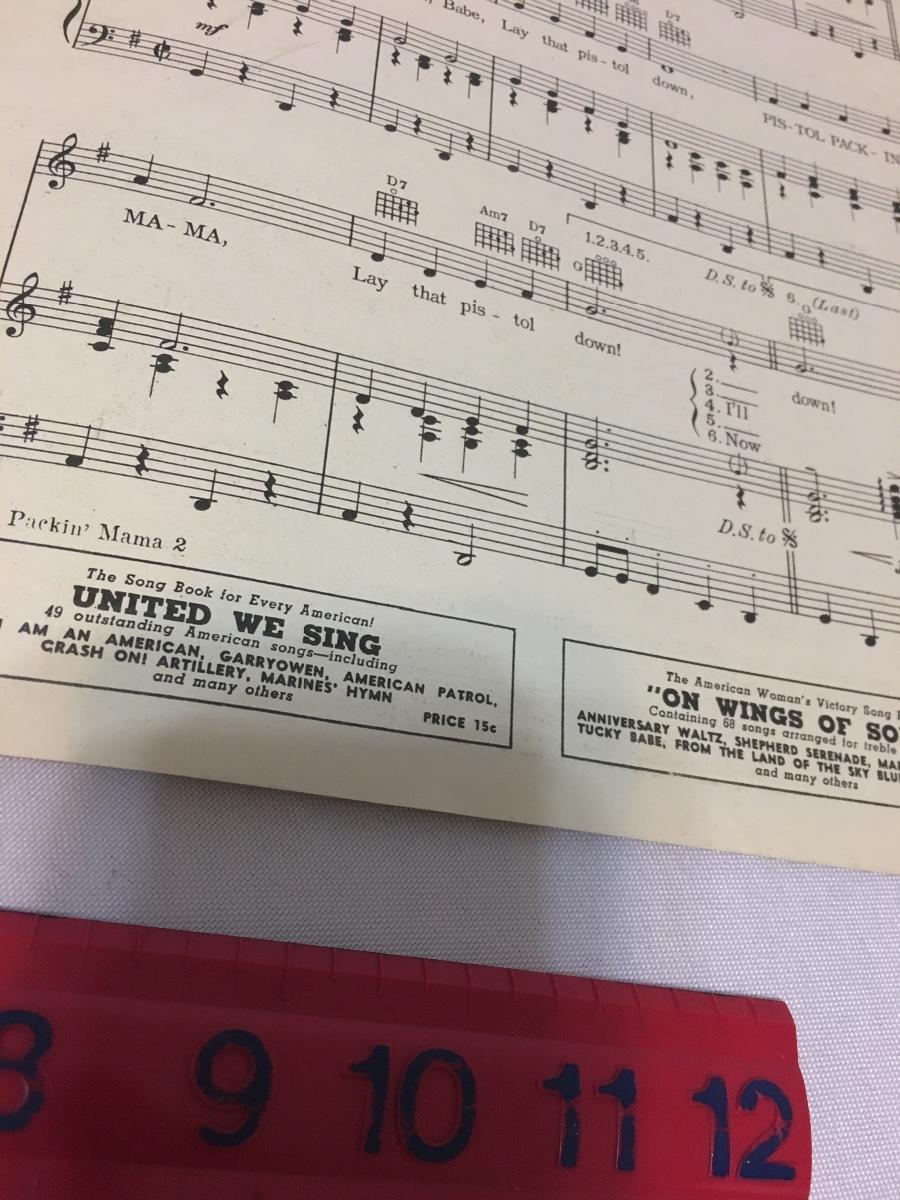 Babe, Lay that pis-tol down,
D7
PIS-TOL PACK-IN
mf
D7
Am7 D7
G
1.2.3.4.5.
D.S. to 𝄋
6. (Last)
MA-MA,
Lay that pis-tol down!
2.
3.
4. I'll
5.
6. Now
down!
D.S. to 𝄋
Packin' Mama 2
The Song Book for Every American!
UNITED WE SING
49 outstanding American songs—including
AM AN AMERICAN, GARRYOWEN, AMERICAN PATROL,
CRASH ON! ARTILLERY, MARINES' HYMN
and many others
PRICE 15c
The American Woman's Victory Song
"ON WINGS OF SO
Containing 68 songs arranged for treble
ANNIVERSARY WALTZ, SHEPHERD SERENADE, MA
TUCKY BABE, FROM THE LAND OF THE SKY BLU
and many others
8 9 10 11 12